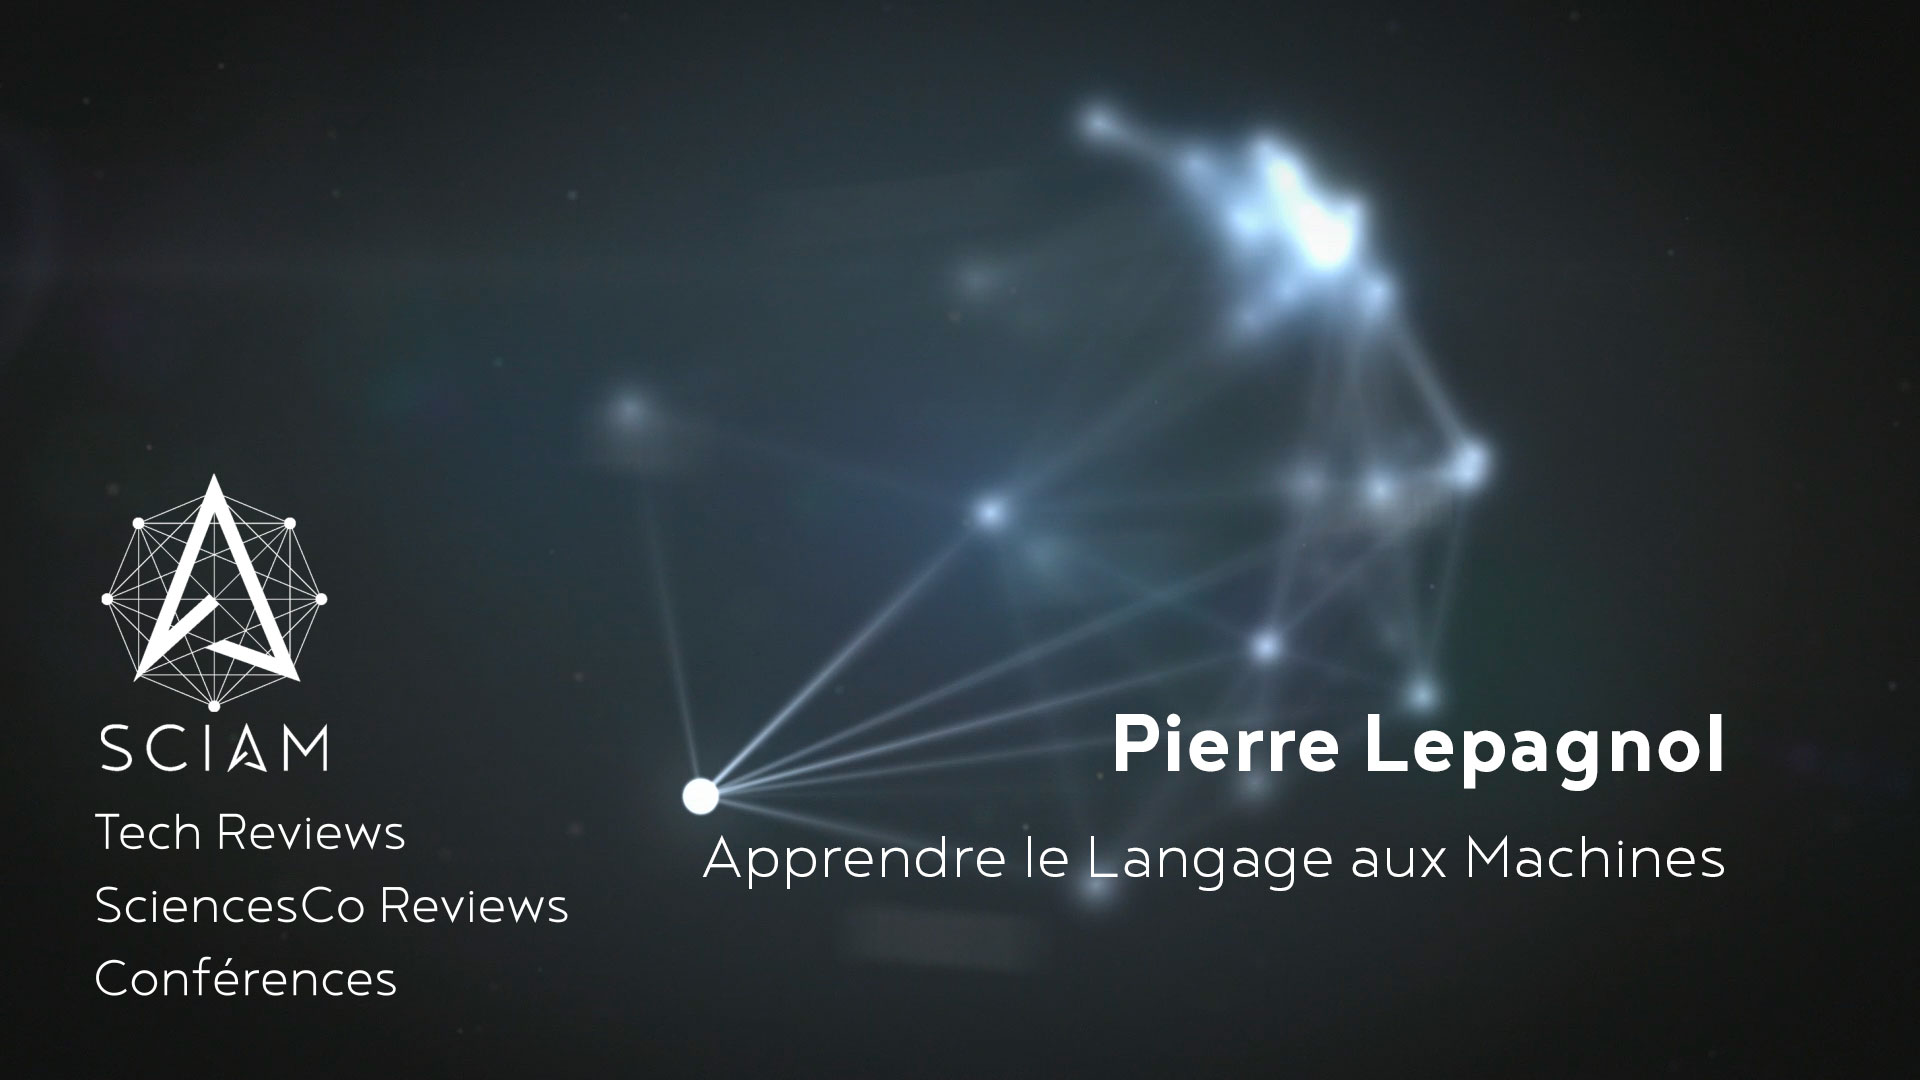 SCIAM
Tech Reviews
SciencesCo Reviews
Conférences
Pierre Lepagnol
Apprendre le Langage aux Machines